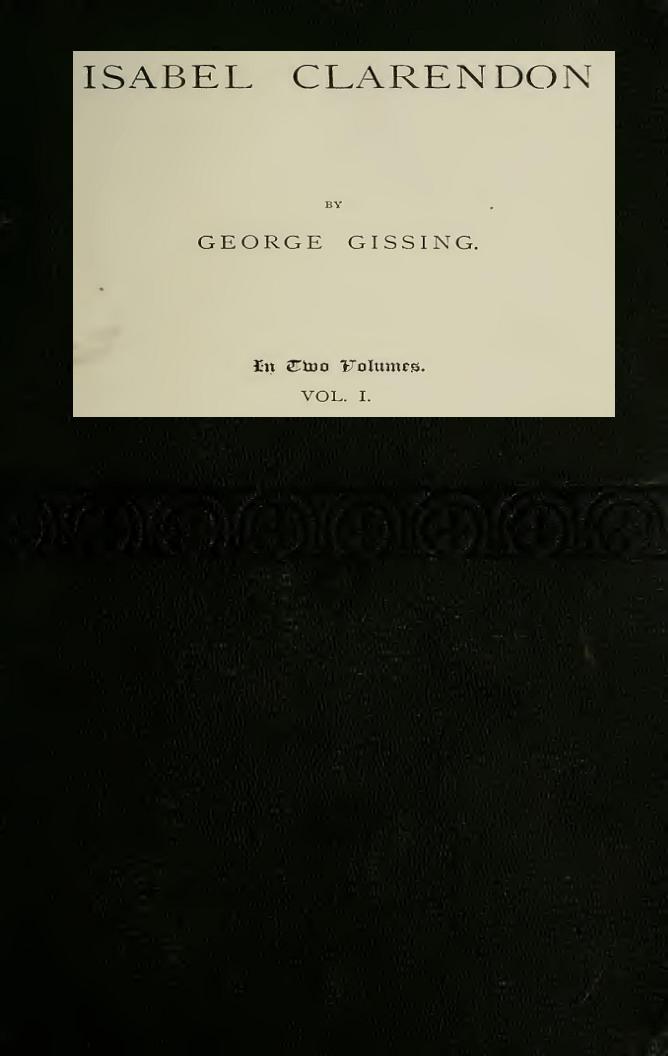 ISABEL CLARENDON
BY
GEORGE GISSING.
In Two Volumes.
VOL. I.